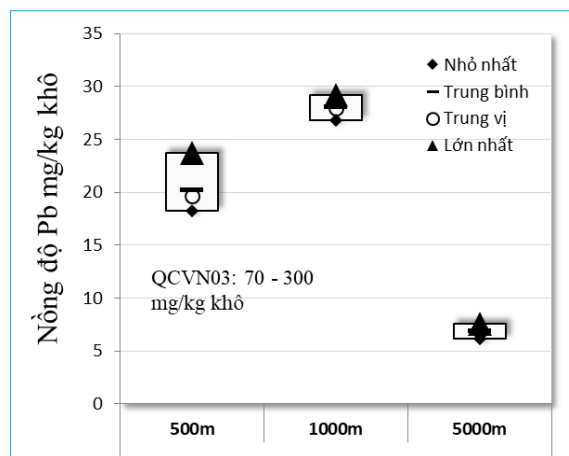 Nồng độ Pb mg/kg khô
35
30
25
20
15
10
5
0
Nhỏ nhất
Trung bình
Trung vị
Lớn nhất
QCVN03: 70 - 300
mg/kg khô
500m
1000m
5000m